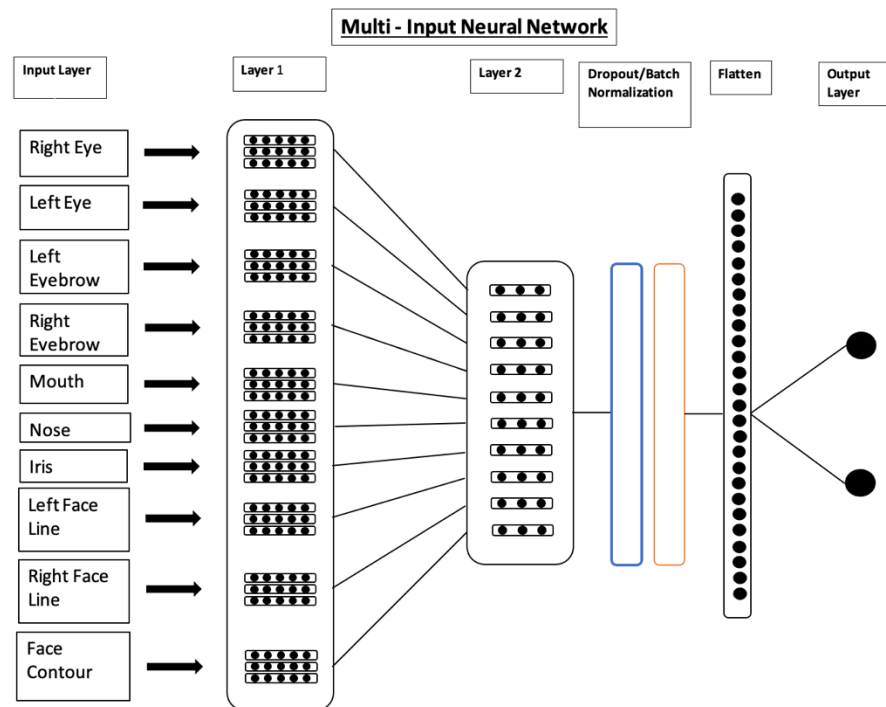 Multi - Input Neural Network
Input Layer
Layer 1
Layer 2
Dropout/Batch
Normalization
Flatten
Output
Layer
Right Eye
Left Eye
Left
Eyebrow
Right
Eyebrow
Mouth
Nose
Iris
Left Face
Line
Right Face
Line
Face
Contour